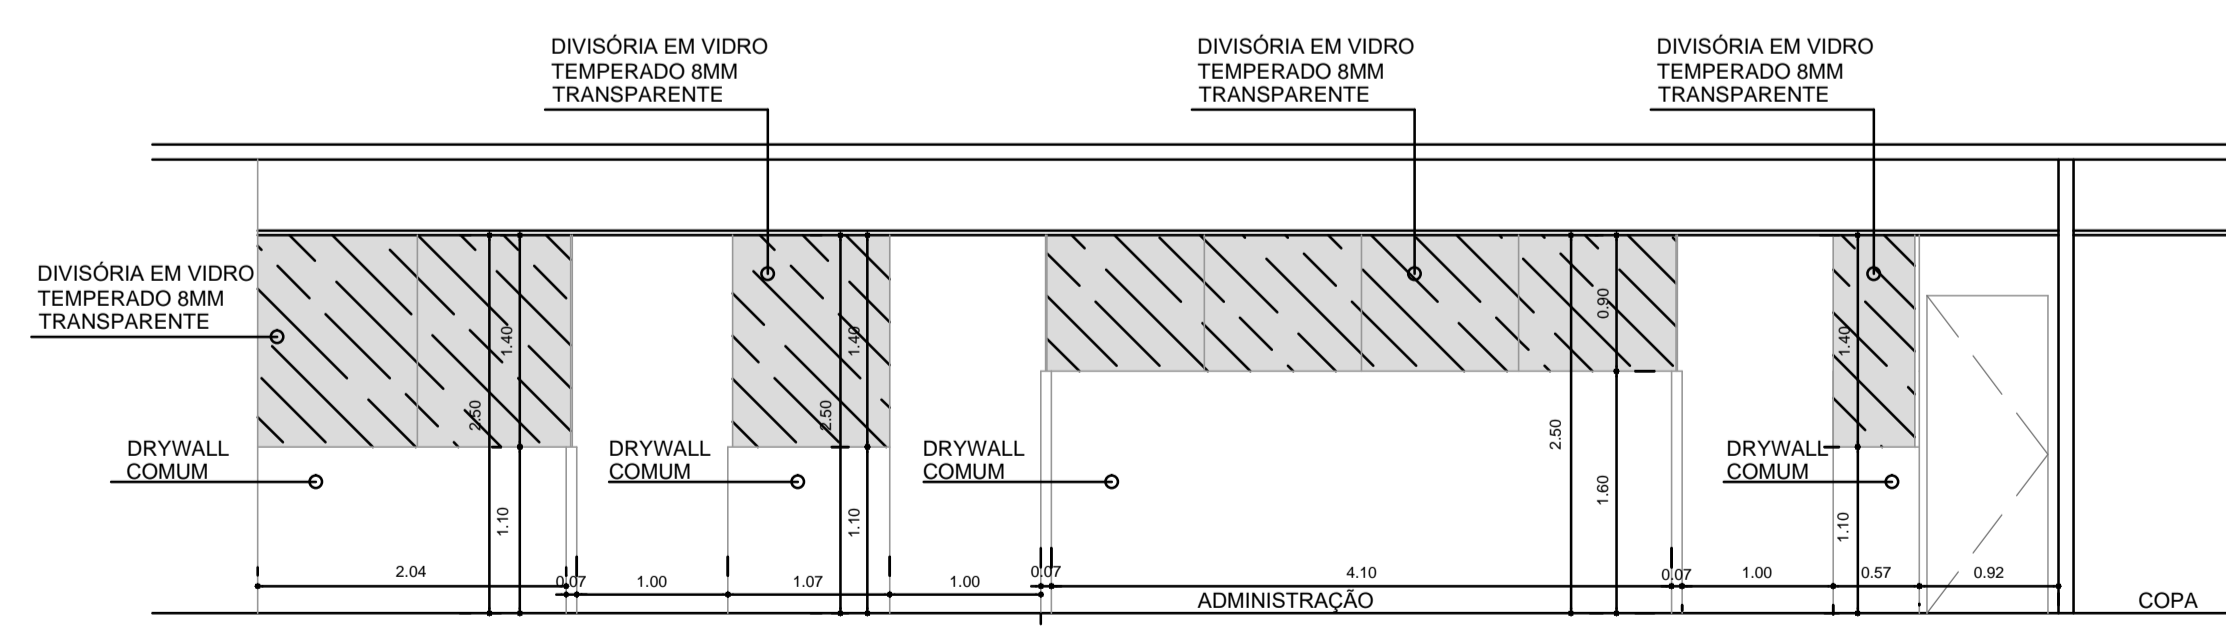 DIVISÓRIA EM VIDRO
TEMPERADO 8MM
TRANSPARENTE
DIVISÓRIA EM VIDRO
TEMPERADO 8MM
TRANSPARENTE
DIVISÓRIA EM VIDRO
TEMPERADO 8MM
TRANSPARENTE
DIVISÓRIA EM VIDRO
TEMPERADO 8MM
TRANSPARENTE
1.40
2.50
1.40
2.50
0.90
2.50
1.40
DRYWALL
COMUM
DRYWALL
COMUM
DRYWALL
COMUM
DRYWALL
COMUM
1.10
1.10
1.60
1.10
2.04
0.07
1.00
1.07
1.00
0.07
4.10
0.07
1.00
0.57
0.92
ADMINISTRAÇÃO
COPA